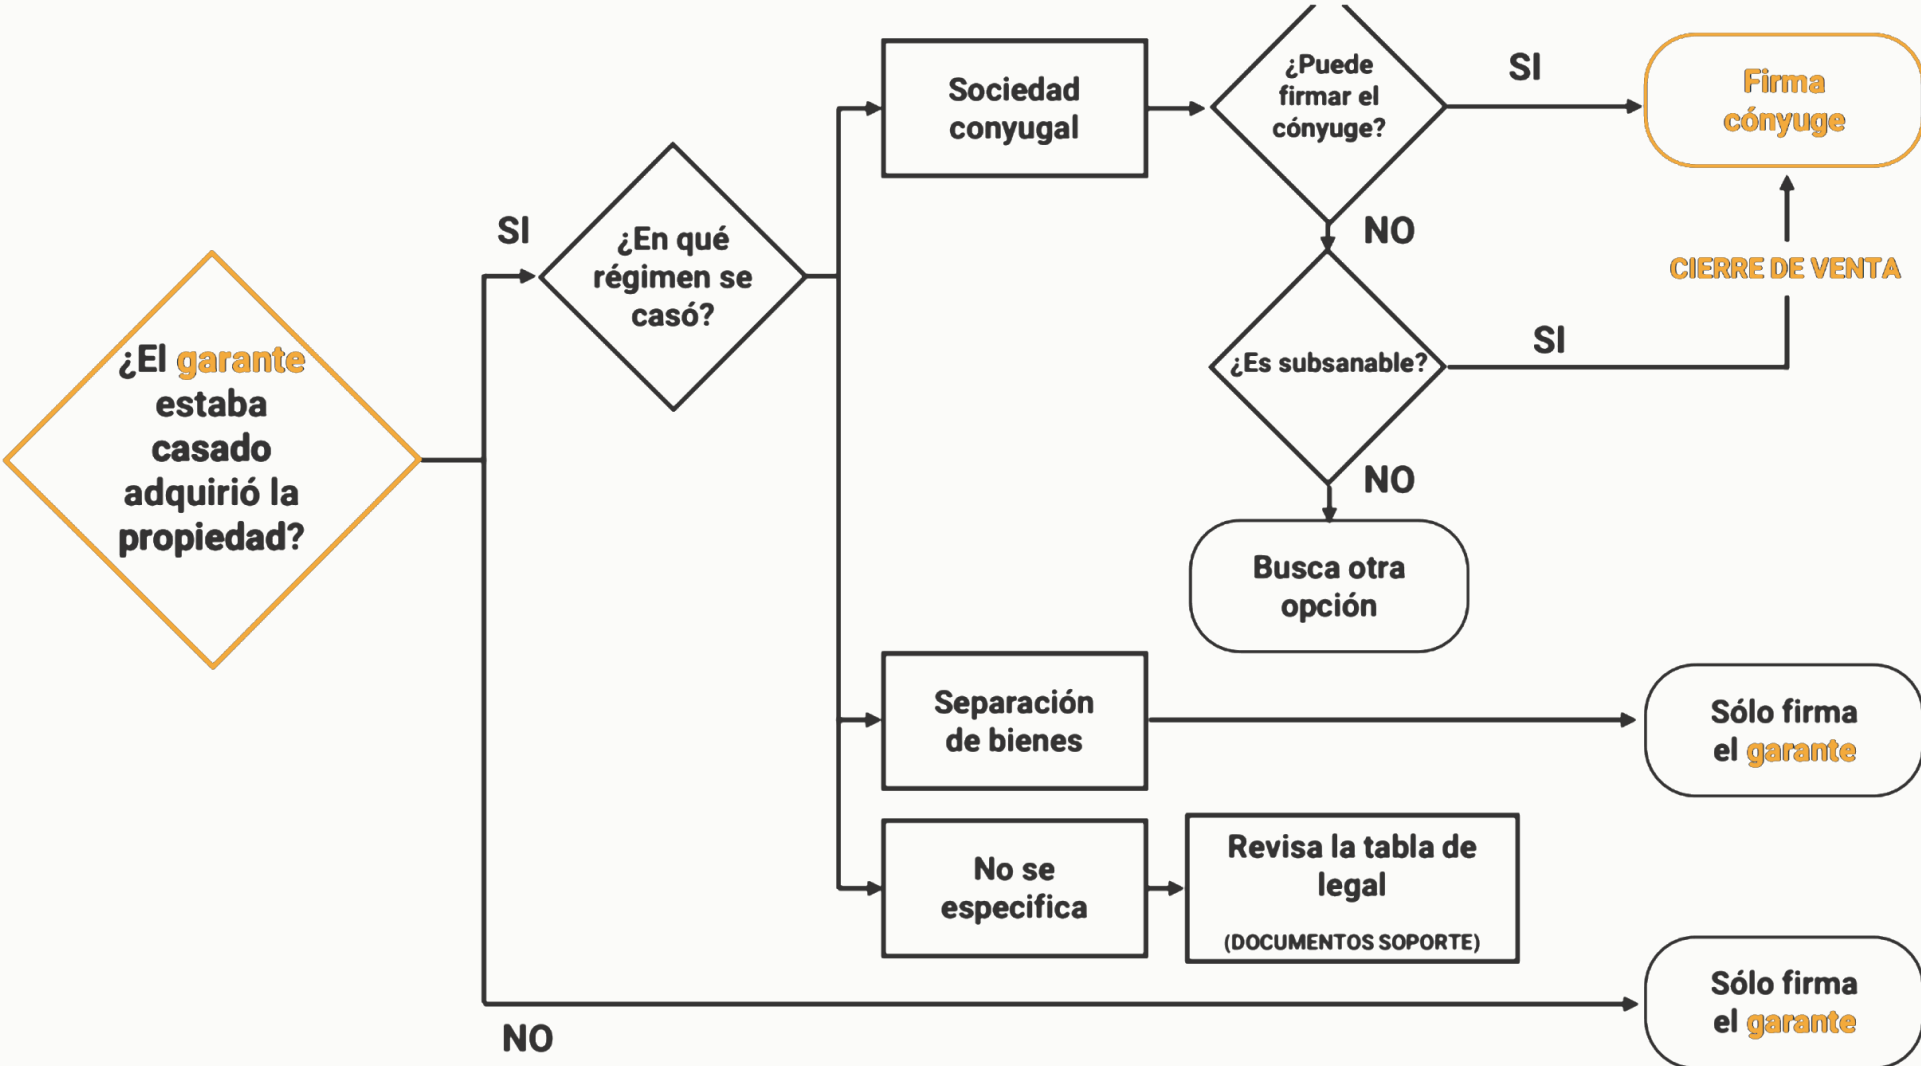 ¿El garante
estaba
casado
adquirió la
propiedad?
SI
NO
¿En qué
régimen se
casó?
Sociedad
conyugal
¿Puede
firmar el
cónyuge?
SI
Firma
cónyuge
NO
CIERRE DE VENTA
¿Es subsanable?
SI
NO
Busca otra
opción
Separación
de bienes
Sólo firma
el garante
No se
especifica
Revisa la tabla de
legal
(DOCUMENTOS SOPORTE)
Sólo firma
el garante